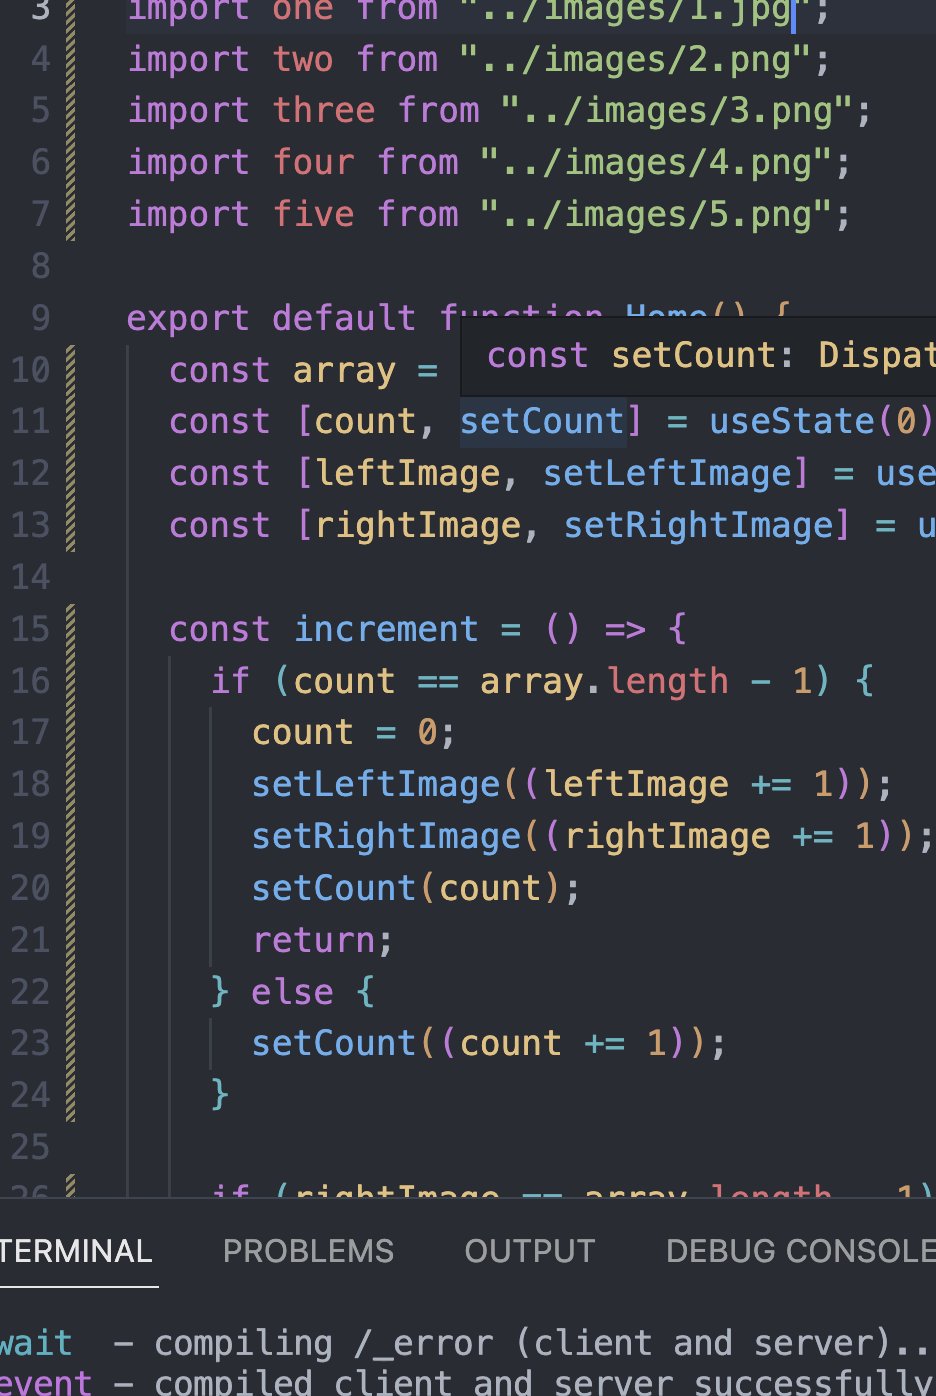 3 import one from "../images/1.jpg";
4 import two from "../images/2.png";
5 import three from "../images/3.png";
6 import four from "../images/4.png";
7 import five from "../images/5.png";
8
9 export default function Home() {
const setCount: Dispat
10 const array =
11 const [count, setCount] = useState(0)
12 const [leftImage, setLeftImage] = use
13 const [rightImage, setRightImage] = u
14
15 const increment = () => {
16 if (count == array.length - 1) {
17 count = 0;
18 setLeftImage((leftImage += 1));
19 setRightImage((rightImage += 1));
20 setCount(count);
21 return;
22 } else {
23 setCount((count += 1));
24 }
25
26 if (rightImage == array.length - 1)
TERMINAL PROBLEMS OUTPUT DEBUG CONSOLE
wait - compiling /_error (client and server)..
event - compiled client and server successfully